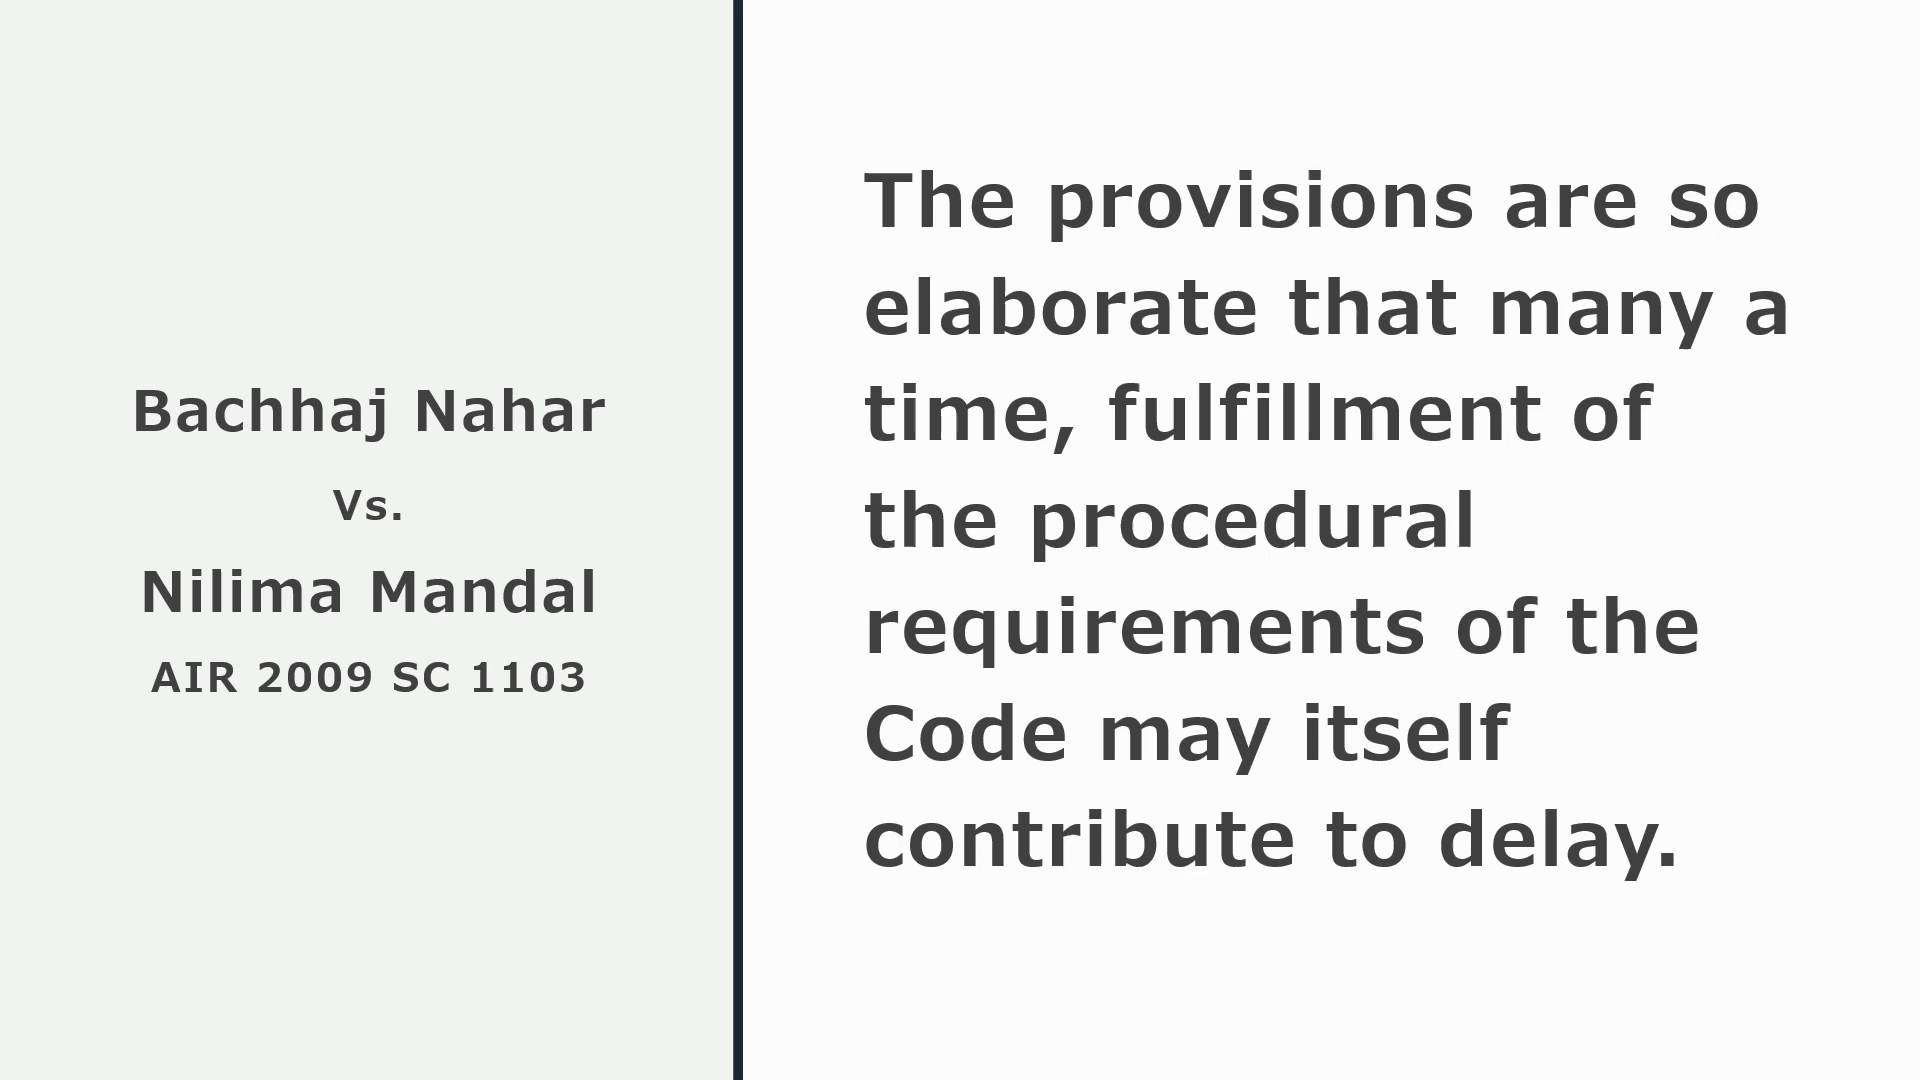 Bachhaj Nahar
Vs.
Nilima Mandal
AIR 2009 SC 1103
The provisions are so
elaborate that many a
time, fulfillment of
the procedural
requirements of the
Code may itself
contribute to delay.